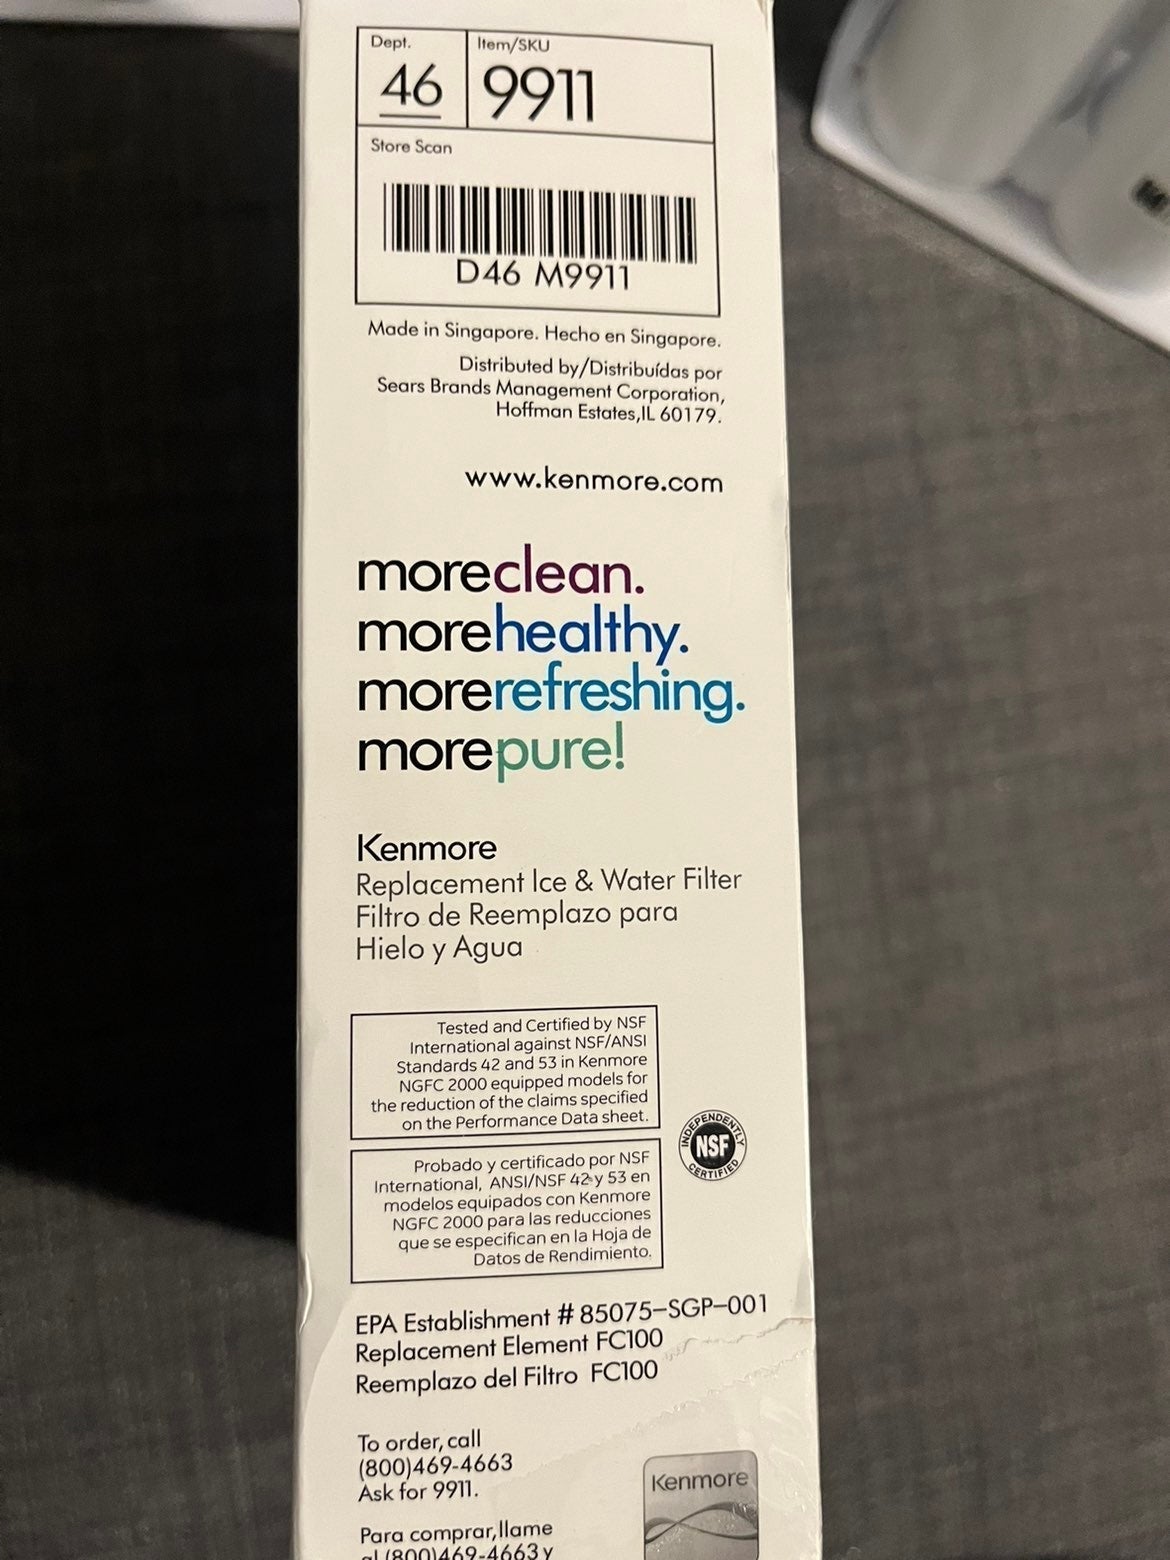 Dept.
46
Item/SKU
9911
Store Scan
D46 M9911
Made in Singapore. Hecho en Singapore.
Distributed by/Distribuídas por
Sears Brands Management Corporation,
Hoffman Estates,IL 60179.
www.kenmore.com
moreclean.
morehealthy.
morerefreshing.
morepure!
Kenmore
Replacement Ice & Water Filter
Filtro de Reemplazo para
Hielo y Agua
Tested and Certified by NSF
International against NSF/ANSI
Standards 42 and 53 in Kenmore
NGFC 2000 equipped models for
the reduction of the claims specified
on the Performance Data sheet.
INDEPENDENTLY
NSF
CERTIFIED
Probado y certificado por NSF
International, ANSI/NSF 42 y 53 en
modelos equipados con Kenmore
NGFC 2000 para las reducciones
que se especifican en la Hoja de
Datos de Rendimiento.
EPA Establishment # 85075-SGP-001
Replacement Element FC100
Reemplazo del Filtro FC100
To order, call
(800)469-4663
Ask for 9911.
Kenmore
Para comprar, llame
al (800)469-4663 y